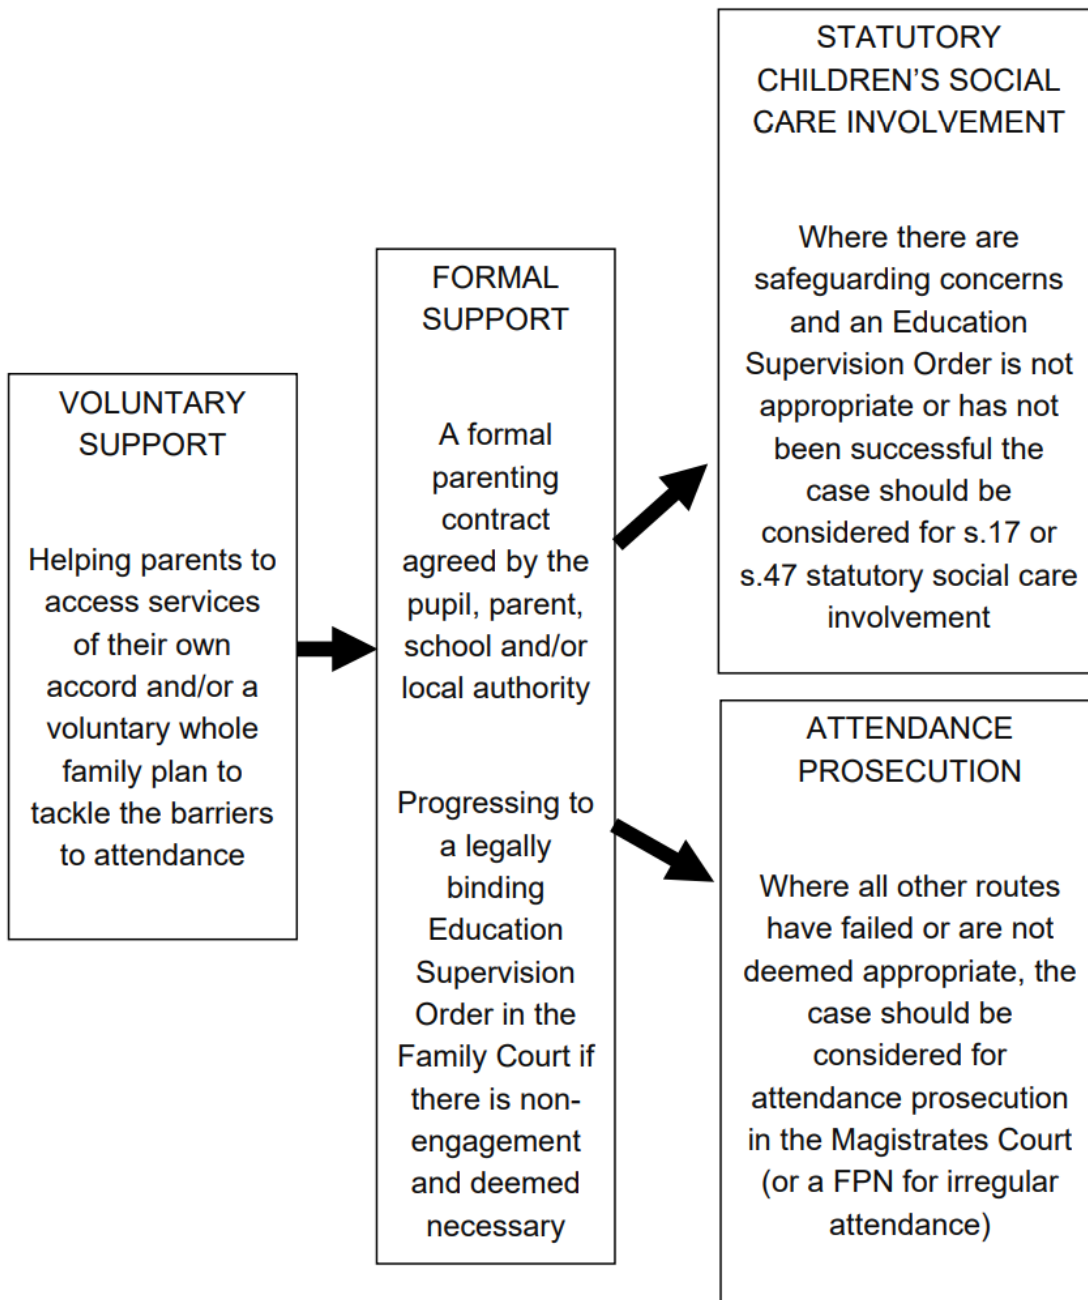 VOLUNTARY
SUPPORT
Helping parents to
access services
of their own
accord and/or a
voluntary whole
family plan to
tackle the barriers
to attendance
FORMAL
SUPPORT
A formal
parenting
contract
agreed by the
pupil, parent,
school and/or
local authority
Progressing to
a legally
binding
Education
Supervision
Order in the
Family Court if
there is non-
engagement
and deemed
necessary
STATUTORY
CHILDREN’S SOCIAL
CARE INVOLVEMENT
Where there are
safeguarding concerns
and an Education
Supervision Order is not
appropriate or has not
been successful the
case should be
considered for s.17 or
s.47 statutory social care
involvement
ATTENDANCE
PROSECUTION
Where all other routes
have failed or are not
deemed appropriate, the
case should be
considered for
attendance prosecution
in the Magistrates Court
(or a FPN for irregular
attendance)